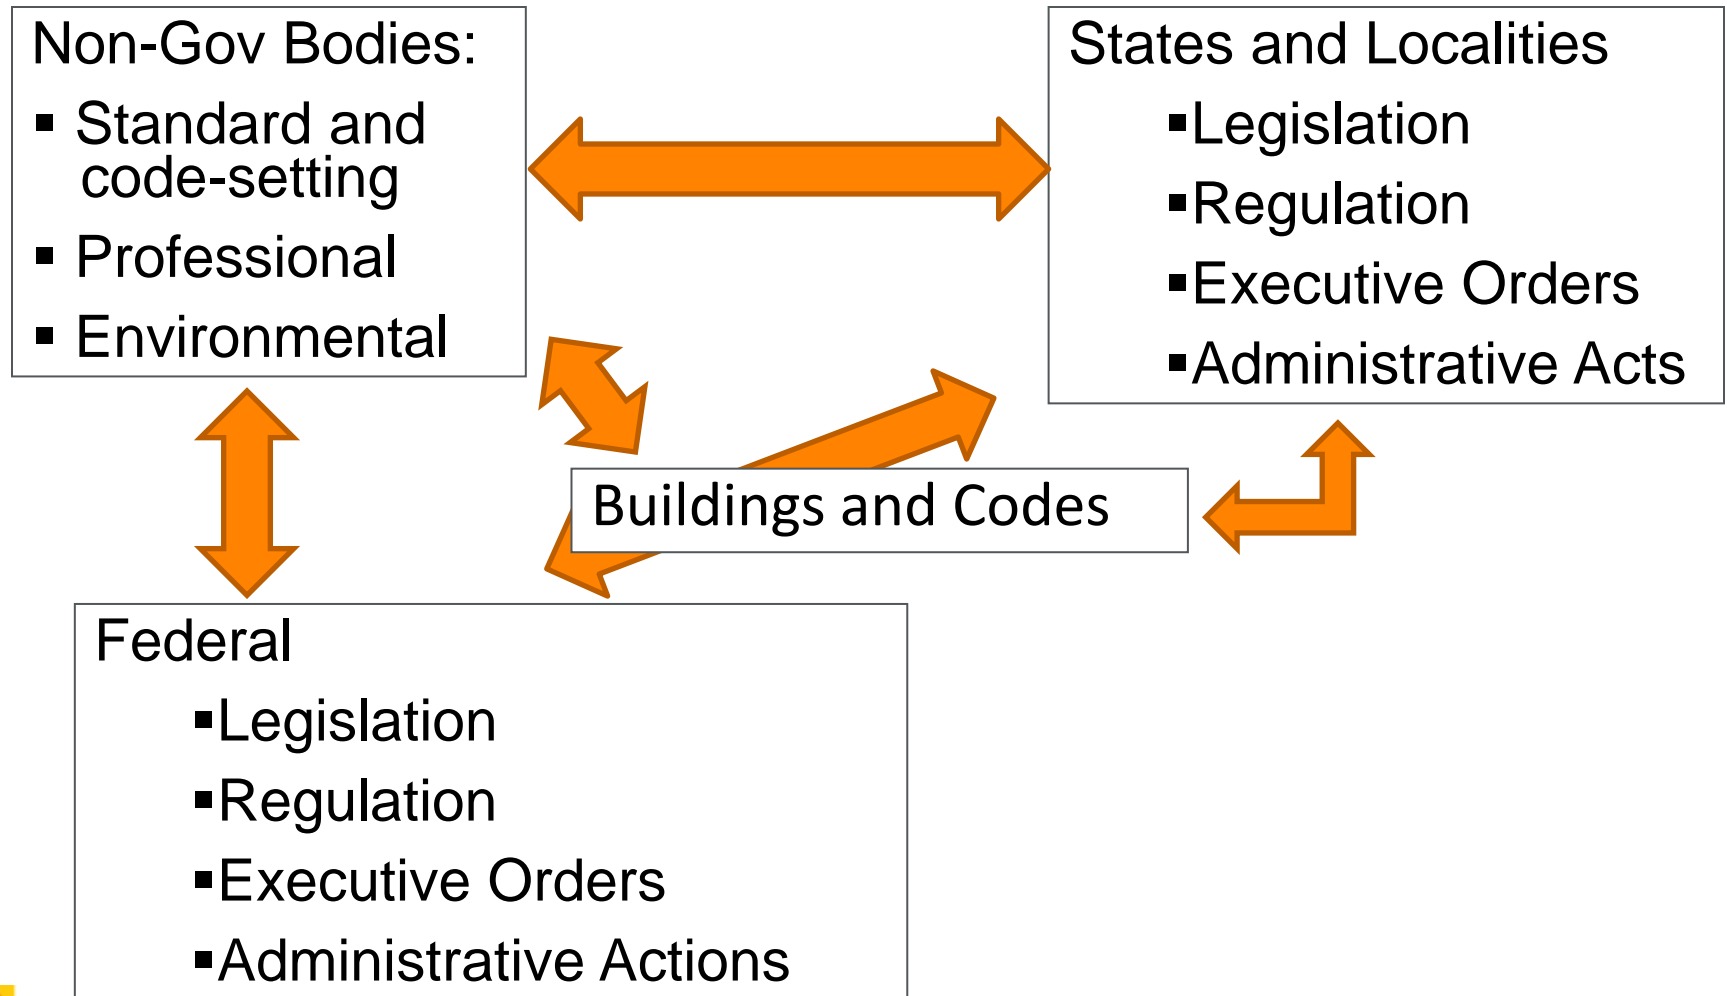 Non-Gov Bodies:
▪ Standard and
code-setting
▪ Professional
▪ Environmental
States and Localities
▪Legislation
▪Regulation
▪Executive Orders
▪Administrative Acts
Buildings and Codes
Federal
▪Legislation
▪Regulation
▪Executive Orders
▪Administrative Actions